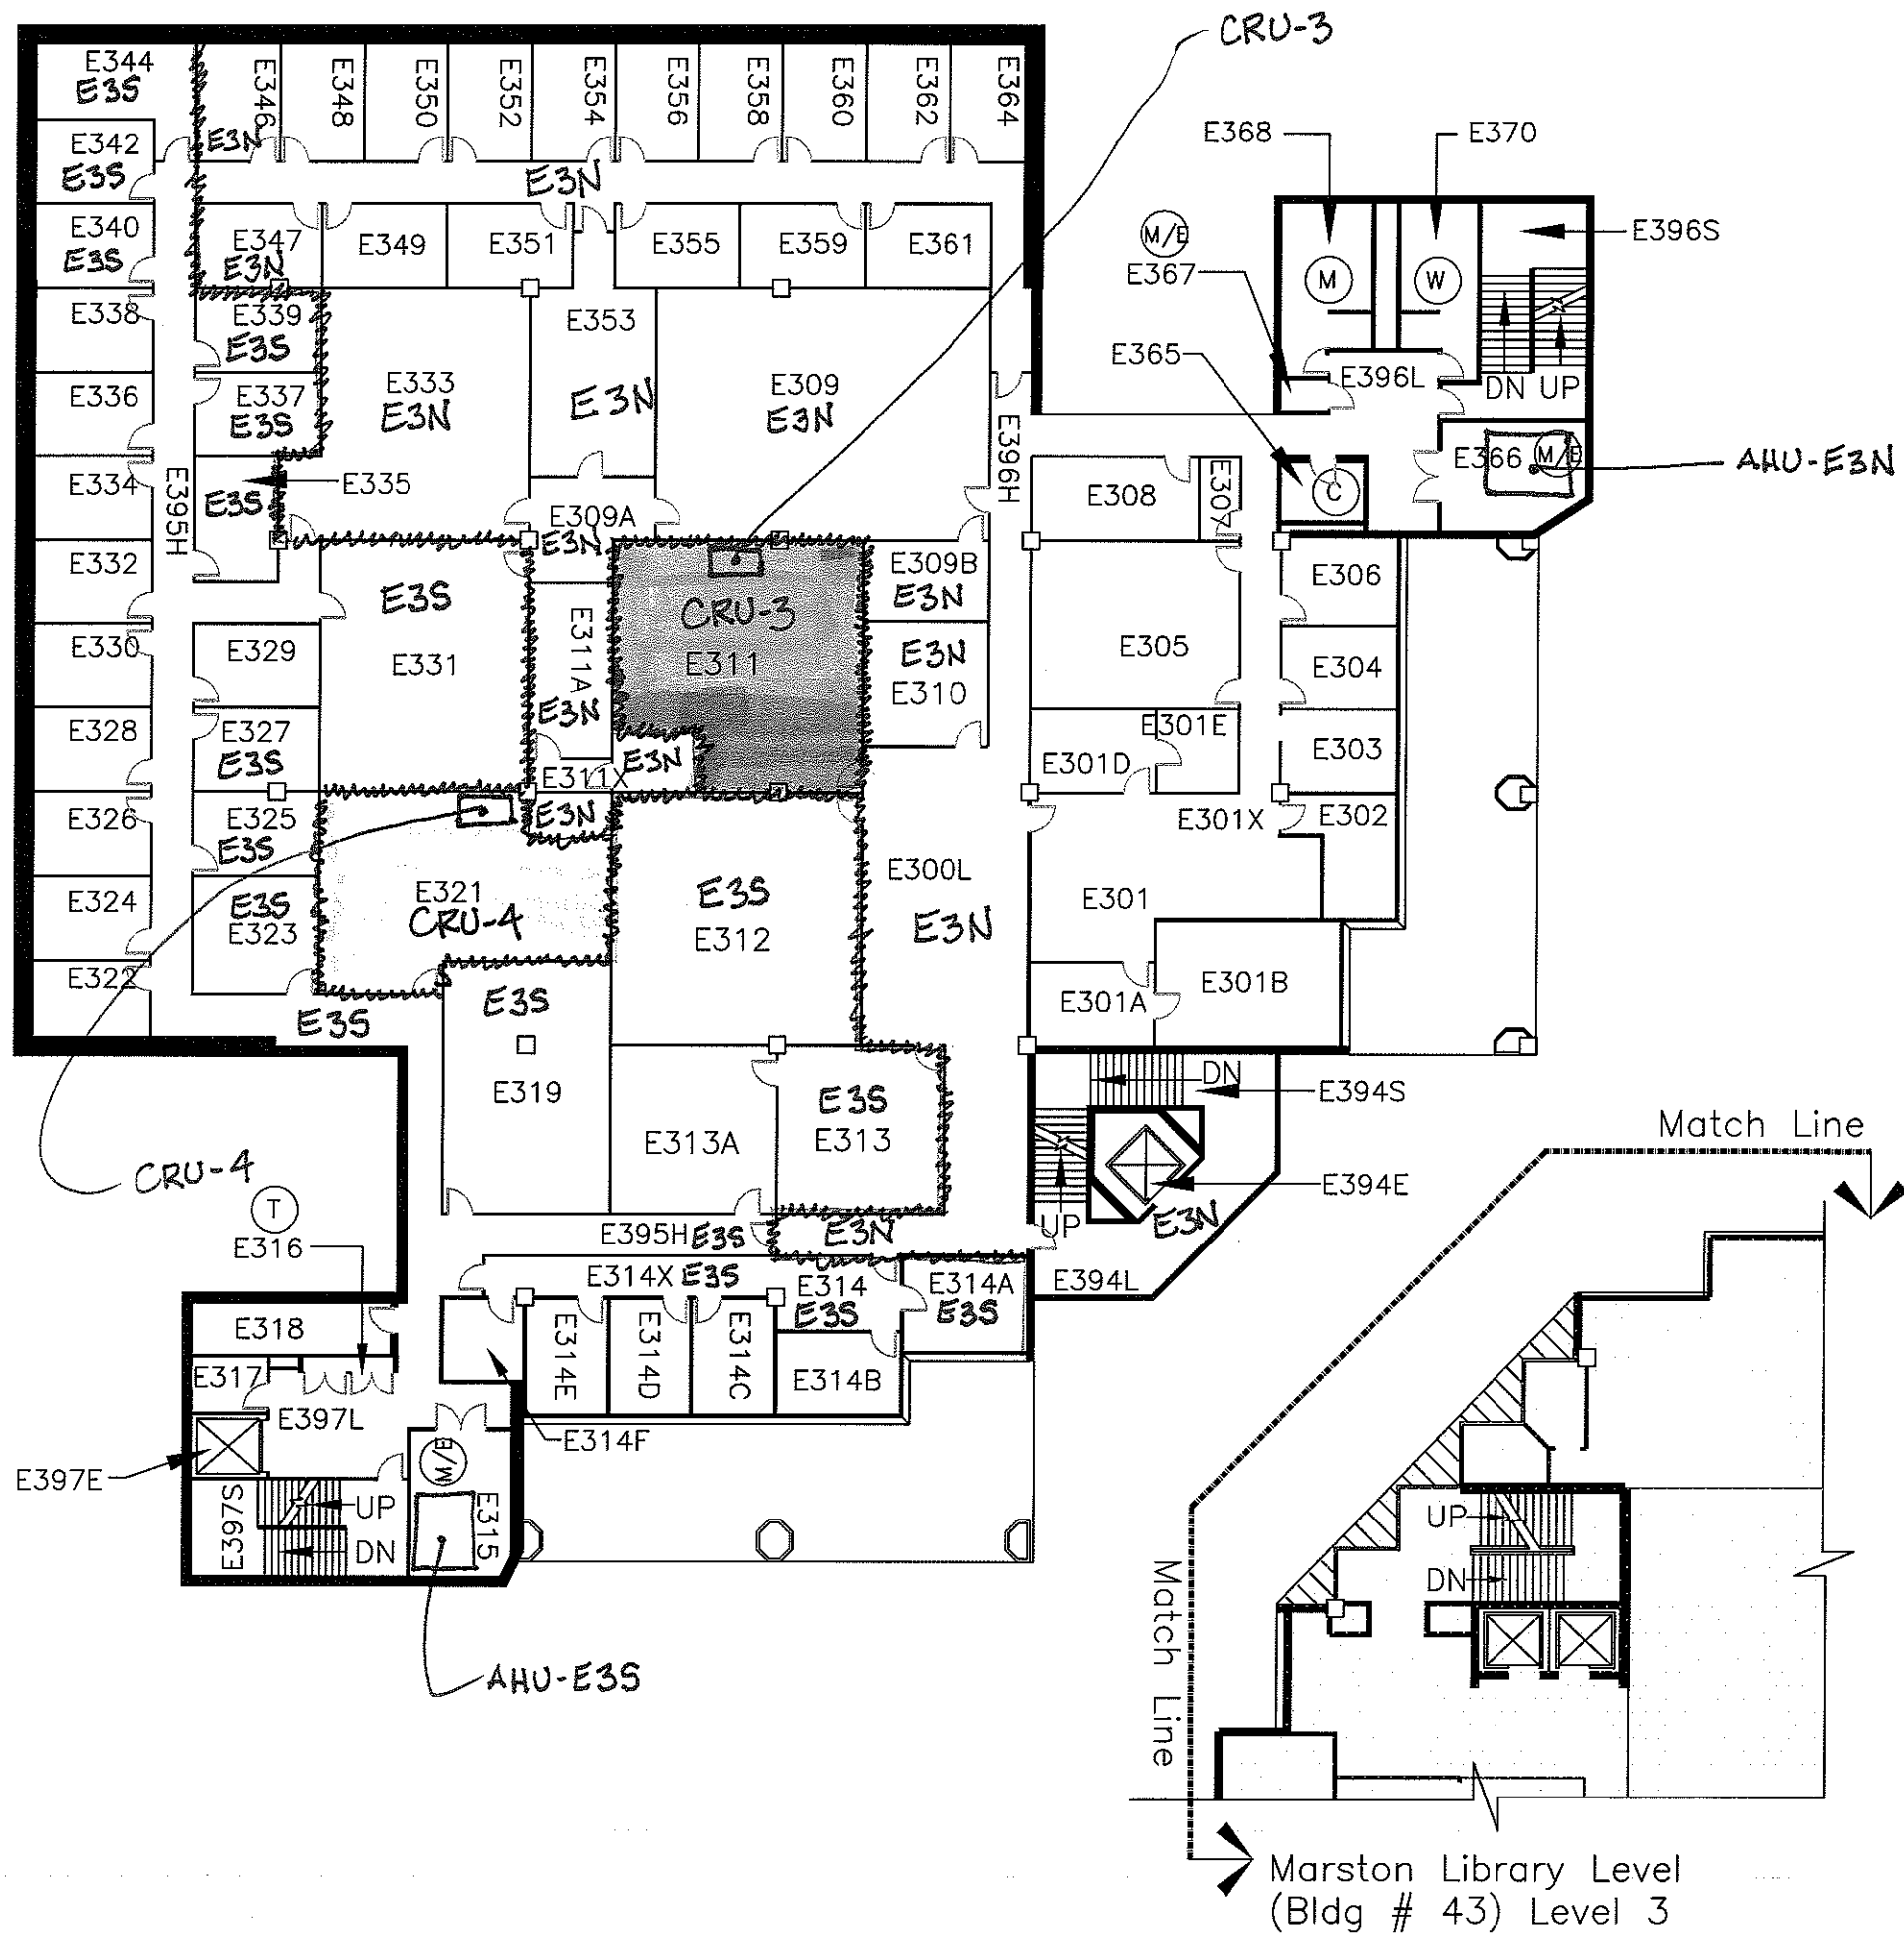 CRU-3
E344
E3S
E346
E3N
E348
E350
E352
E354
E356
E358
E360
E362
E364
E368
E370
E342
E3S
E3N
M/E
E367
E396S
E340
E3S
E347
E3N
E349
E351
E355
E359
E361
M
W
E338
E339
E3S
E353
E365
E396L
DN UP
E336
E337
E3S
E333
E3N
E3N
E309
E3N
E396H
E334
E395H
E3S
E335
E308
E307
C
E366
M/E
AHU-E3N
E309A
E3N
E332
E3S
E331
E311A
E3N
CRU-3
E311
E309B
E3N
E306
E330
E329
E3N
E310
E305
E304
E328
E327
E3S
E311X
E3N
E3N
E301D
E301E
E303
E326
E325
E3S
E301X
E302
E324
E3S
E323
E321
CRU-4
E3S
E312
E300L
E3N
E301
E322
E3S
E3S
E301A
E301B
E319
E313A
E3S
E313
DN
E394S
Match Line
CRU-4
T
E316
E395H
E3S
E3N
UP
E394E
E3N
E314X
E3S
E314
E3S
E314A
E3S
E394L
E318
E317
E397L
E314E
E314D
E314C
E314B
E314F
E397E
E397S
UP
DN
M/E
E315
UP
DN
Match Line
AHU-E3S
Marston Library Level
(Bldg # 43) Level 3